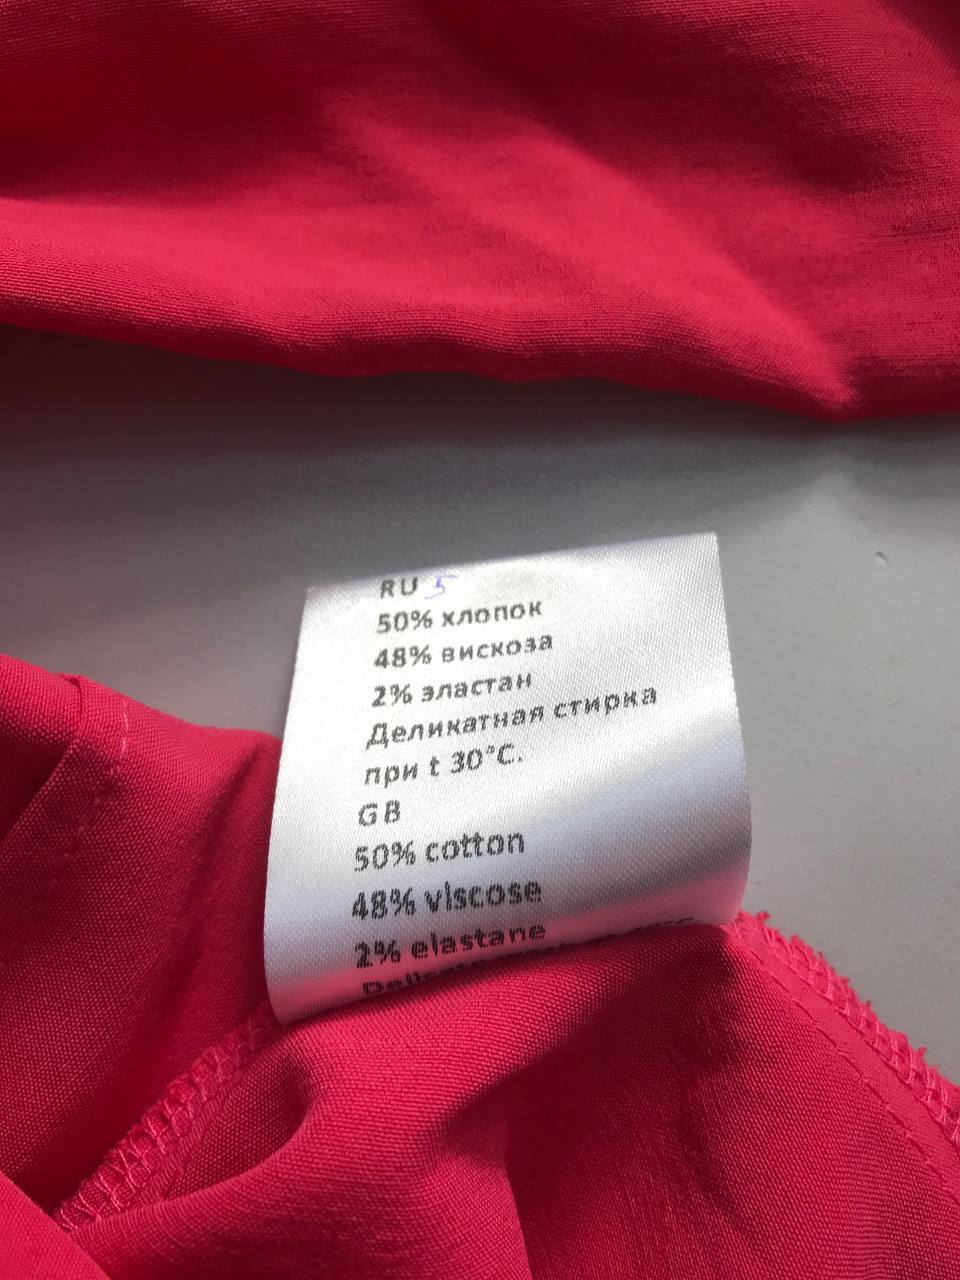 RU 5
50% хлопок
48% вискоза
2% эластан
Деликатная стирка
при t 30°C.
GB
50% cotton
48% viscose
2% elastane